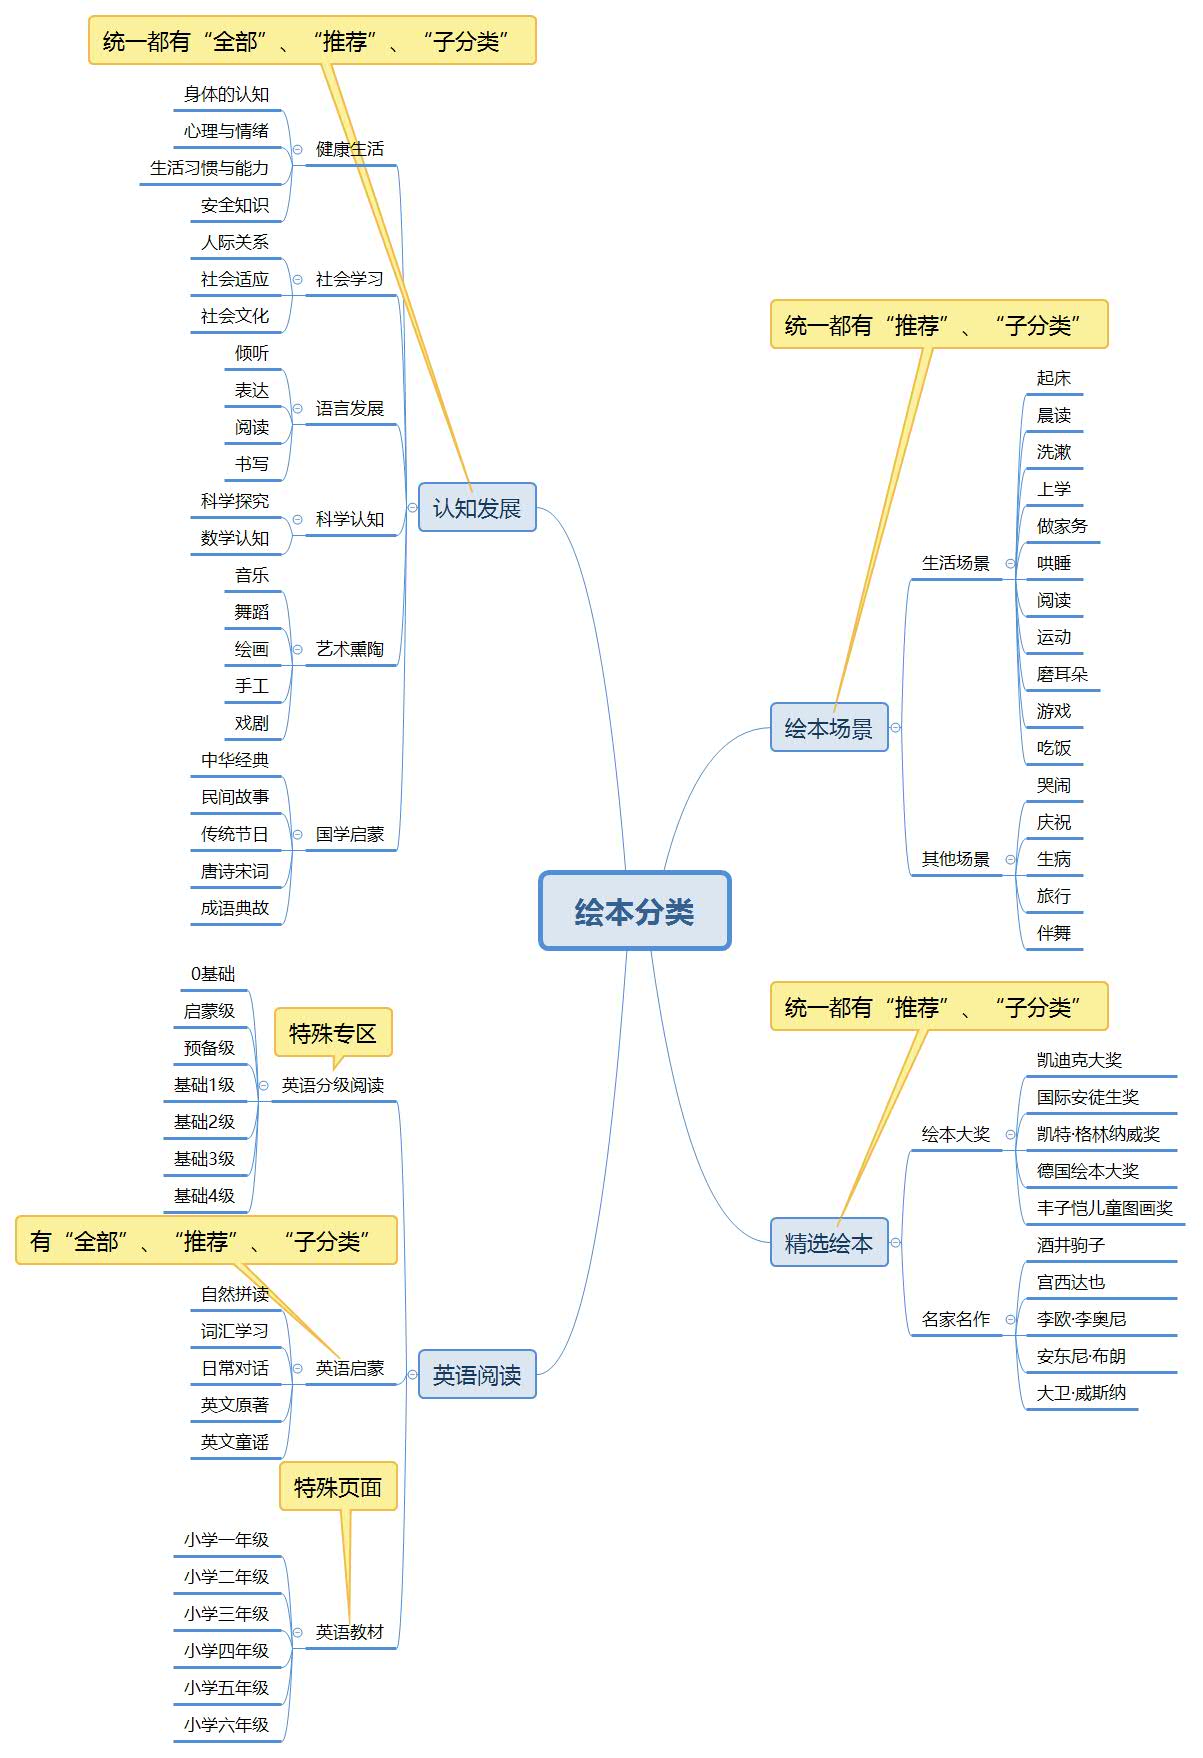 绘本分类
统一都有“全部”、“推荐”、“子分类”
认知发展
健康生活
身体的认知
心理与情绪
生活习惯与能力
安全知识
社会学习
人际关系
社会适应
社会文化
语言发展
倾听
表达
阅读
书写
科学认知
科学探究
数学认知
艺术熏陶
音乐
舞蹈
绘画
手工
戏剧
国学启蒙
中华经典
民间故事
传统节日
唐诗宋词
成语典故
英语阅读
特殊专区
英语分级阅读
0基础
启蒙级
预备级
基础1级
基础2级
基础3级
基础4级
有“全部”、“推荐”、“子分类”
英语启蒙
自然拼读
词汇学习
日常对话
英文原著
英文童谣
特殊页面
英语教材
小学一年级
小学二年级
小学三年级
小学四年级
小学五年级
小学六年级
统一都有“推荐”、“子分类”
绘本场景
生活场景
起床
晨读
洗漱
上学
做家务
哄睡
阅读
运动
磨耳朵
游戏
吃饭
其他场景
哭闹
庆祝
生病
旅行
伴舞
统一都有“推荐”、“子分类”
精选绘本
绘本大奖
凯迪克大奖
国际安徒生奖
凯特·格林纳威奖
德国绘本大奖
丰子恺儿童图画奖
名家名作
酒井驹子
宫西达也
李欧·李奥尼
安东尼·布朗
大卫·威斯纳